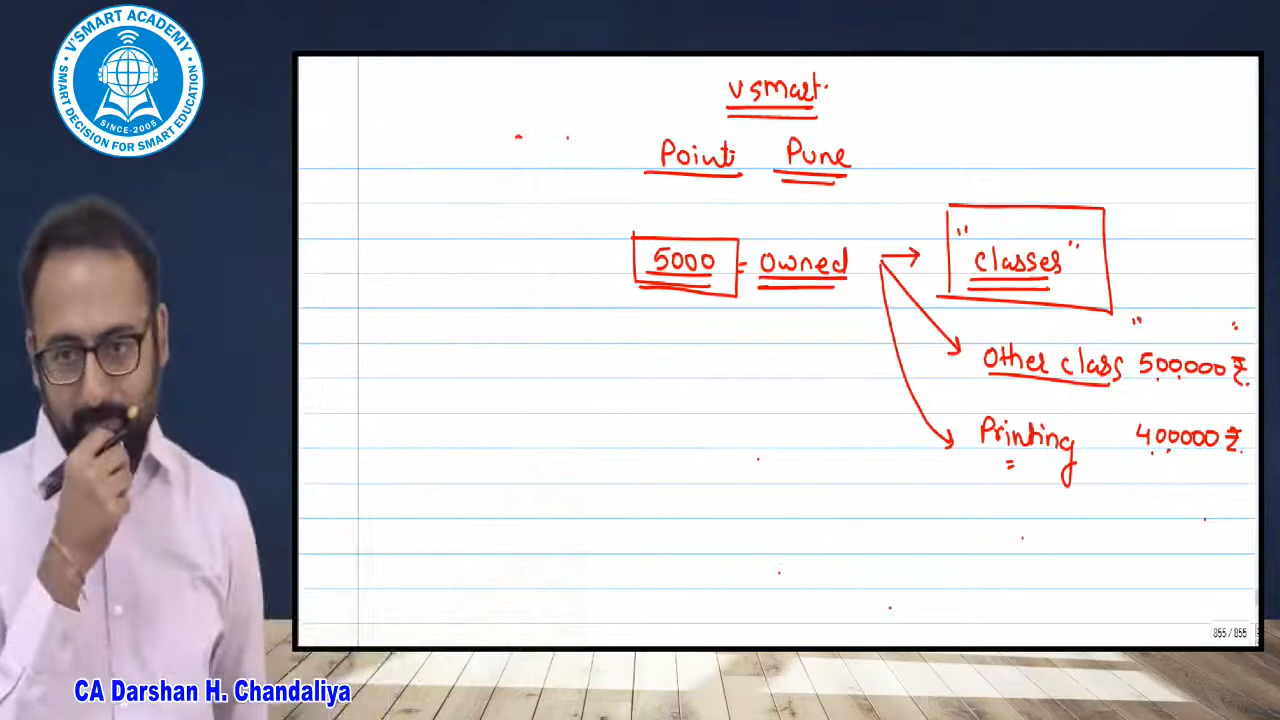 V'SMART ACADEMY
SMART DECISION FOR SMART EDUCATION
SINCE-2005
vsmart.
Point Pune
5000 = Owned → "classes"
Other class 500000 ₹
Printing 400000 ₹
855 / 855
CA Darshan H. Chandaliya